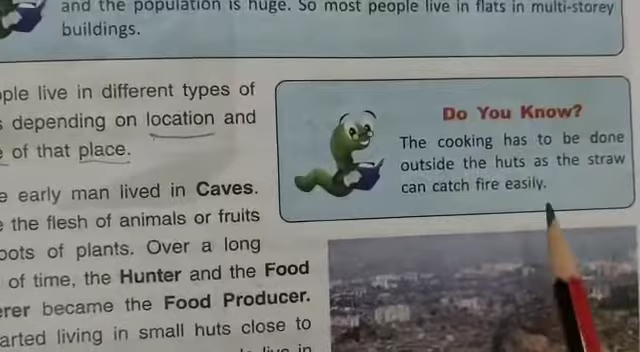 and the population is huge. So most people live in flats in multi-storey
buildings.
live in different types of
depending on location and
of that place.
early man lived in Caves.
the flesh of animals or fruits
of plants. Over a long
of time, the Hunter and the Food
became the Food Producer.
living in small huts close to
live in
Do You Know?
The cooking has to be done
outside the huts as the straw
can catch fire easily.